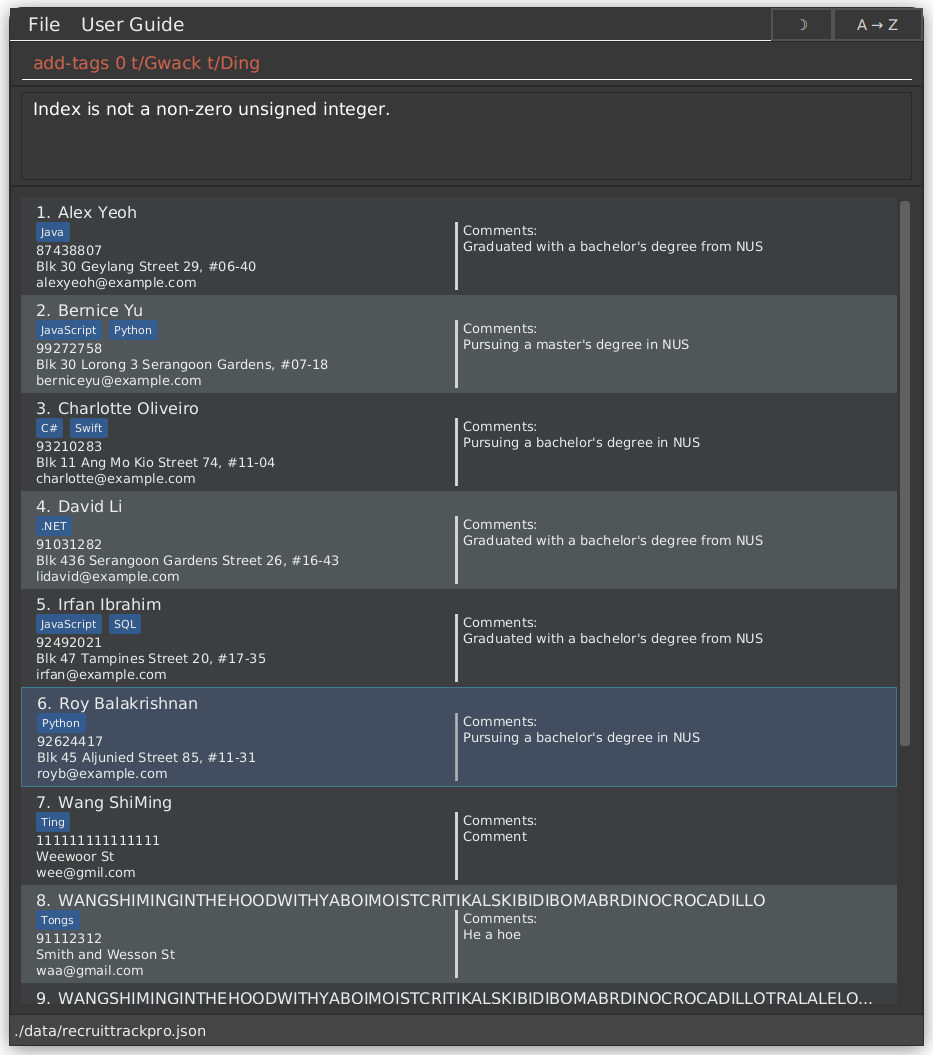 File User Guide ☽ A → Z
add-tags 0 t/Gwack t/Ding
Index is not a non-zero unsigned integer.
1. Alex Yeoh
Java
87438807
Blk 30 Geylang Street 29, #06-40
alexyeoh@example.com
Comments:
Graduated with a bachelor's degree from NUS
2. Bernice Yu
JavaScript Python
99272758
Blk 30 Lorong 3 Serangoon Gardens, #07-18
berniceyu@example.com
Comments:
Pursuing a master's degree in NUS
3. Charlotte Oliveiro
C# Swift
93210283
Blk 11 Ang Mo Kio Street 74, #11-04
charlotte@example.com
Comments:
Pursuing a bachelor's degree in NUS
4. David Li
.NET
91031282
Blk 436 Serangoon Gardens Street 26, #16-43
lidavid@example.com
Comments:
Graduated with a bachelor's degree from NUS
5. Irfan Ibrahim
JavaScript SQL
92492021
Blk 47 Tampines Street 20, #17-35
irfan@example.com
Comments:
Graduated with a bachelor's degree from NUS
6. Roy Balakrishnan
Python
92624417
Blk 45 Aljunied Street 85, #11-31
royb@example.com
Comments:
Pursuing a bachelor's degree in NUS
7. Wang ShiMing
Ting
111111111111111
Weewoor St
wee@gmil.com
Comments:
Comment
8. WANGSHIMINGINTHEHOODWITHYABOIMOISTCRITIKALSKIBIDIBOMABRDINOCROCADILLO
Tongs
91112312
Smith and Wesson St
waa@gmail.com
Comments:
He a hoe
9. WANGSHIMINGINTHEHOODWITHYABOIMOISTCRITIKALSKIBIDIBOMABRDINOCROCADILLOTRALALELO...
./data/recruittrackpro.json